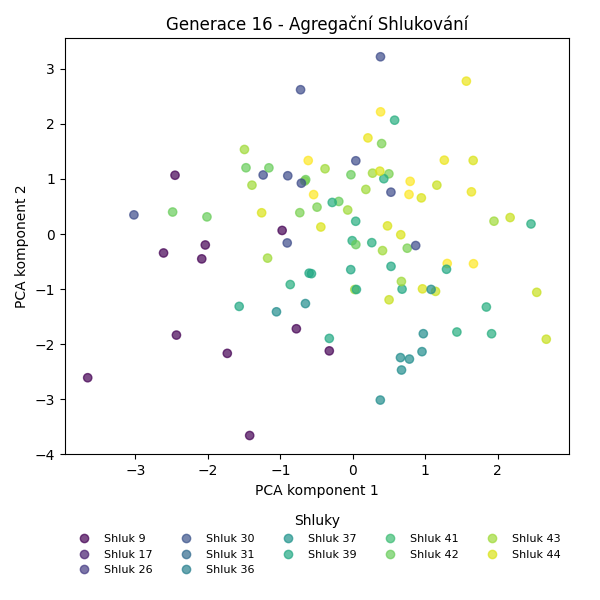 Generace 16 - Agregační Shlukování
PCA komponent 2
3
2
1
0
−1
−2
−3
−4
−3
−2
−1
0
1
2
PCA komponent 1
Shluky
Shluk 9
Shluk 17
Shluk 26
Shluk 30
Shluk 31
Shluk 36
Shluk 37
Shluk 39
Shluk 41
Shluk 42
Shluk 43
Shluk 44